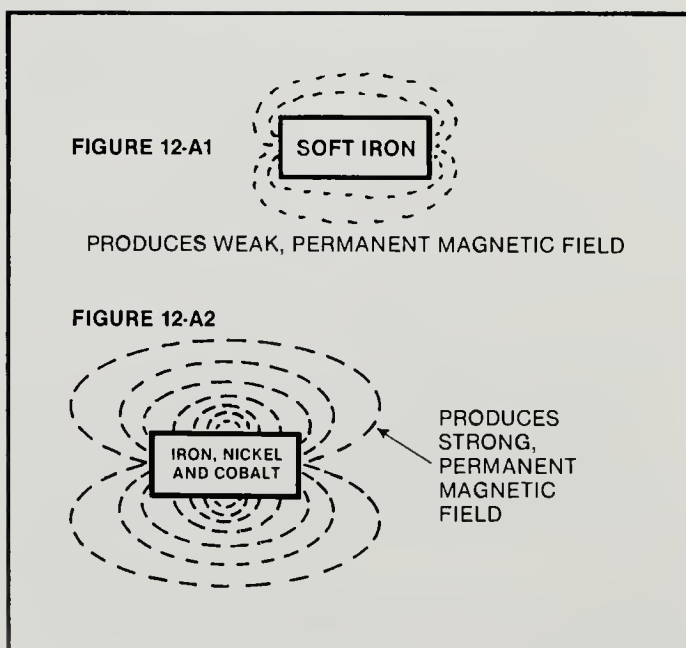 FIGURE 12-A1
SOFT IRON
PRODUCES WEAK, PERMANENT MAGNETIC FIELD
FIGURE 12-A2
IRON, NICKEL
AND COBALT
PRODUCES
STRONG,
PERMANENT
MAGNETIC
FIELD